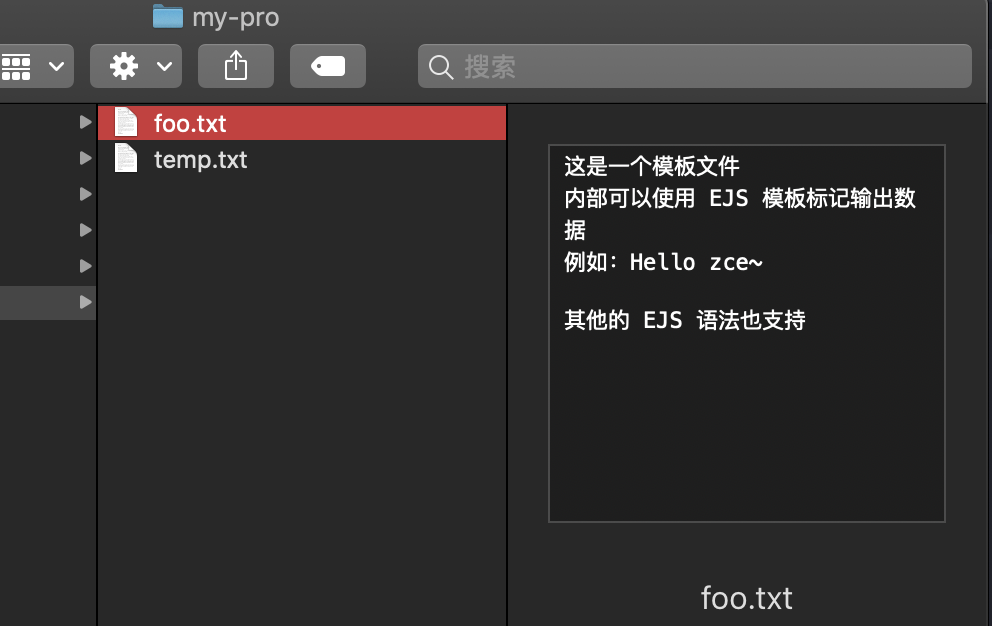 my-pro
搜索
foo.txt
temp.txt
这是一个模板文件
内部可以使用 EJS 模板标记输出数
据
例如：Hello zce~
其他的 EJS 语法也支持
foo.txt